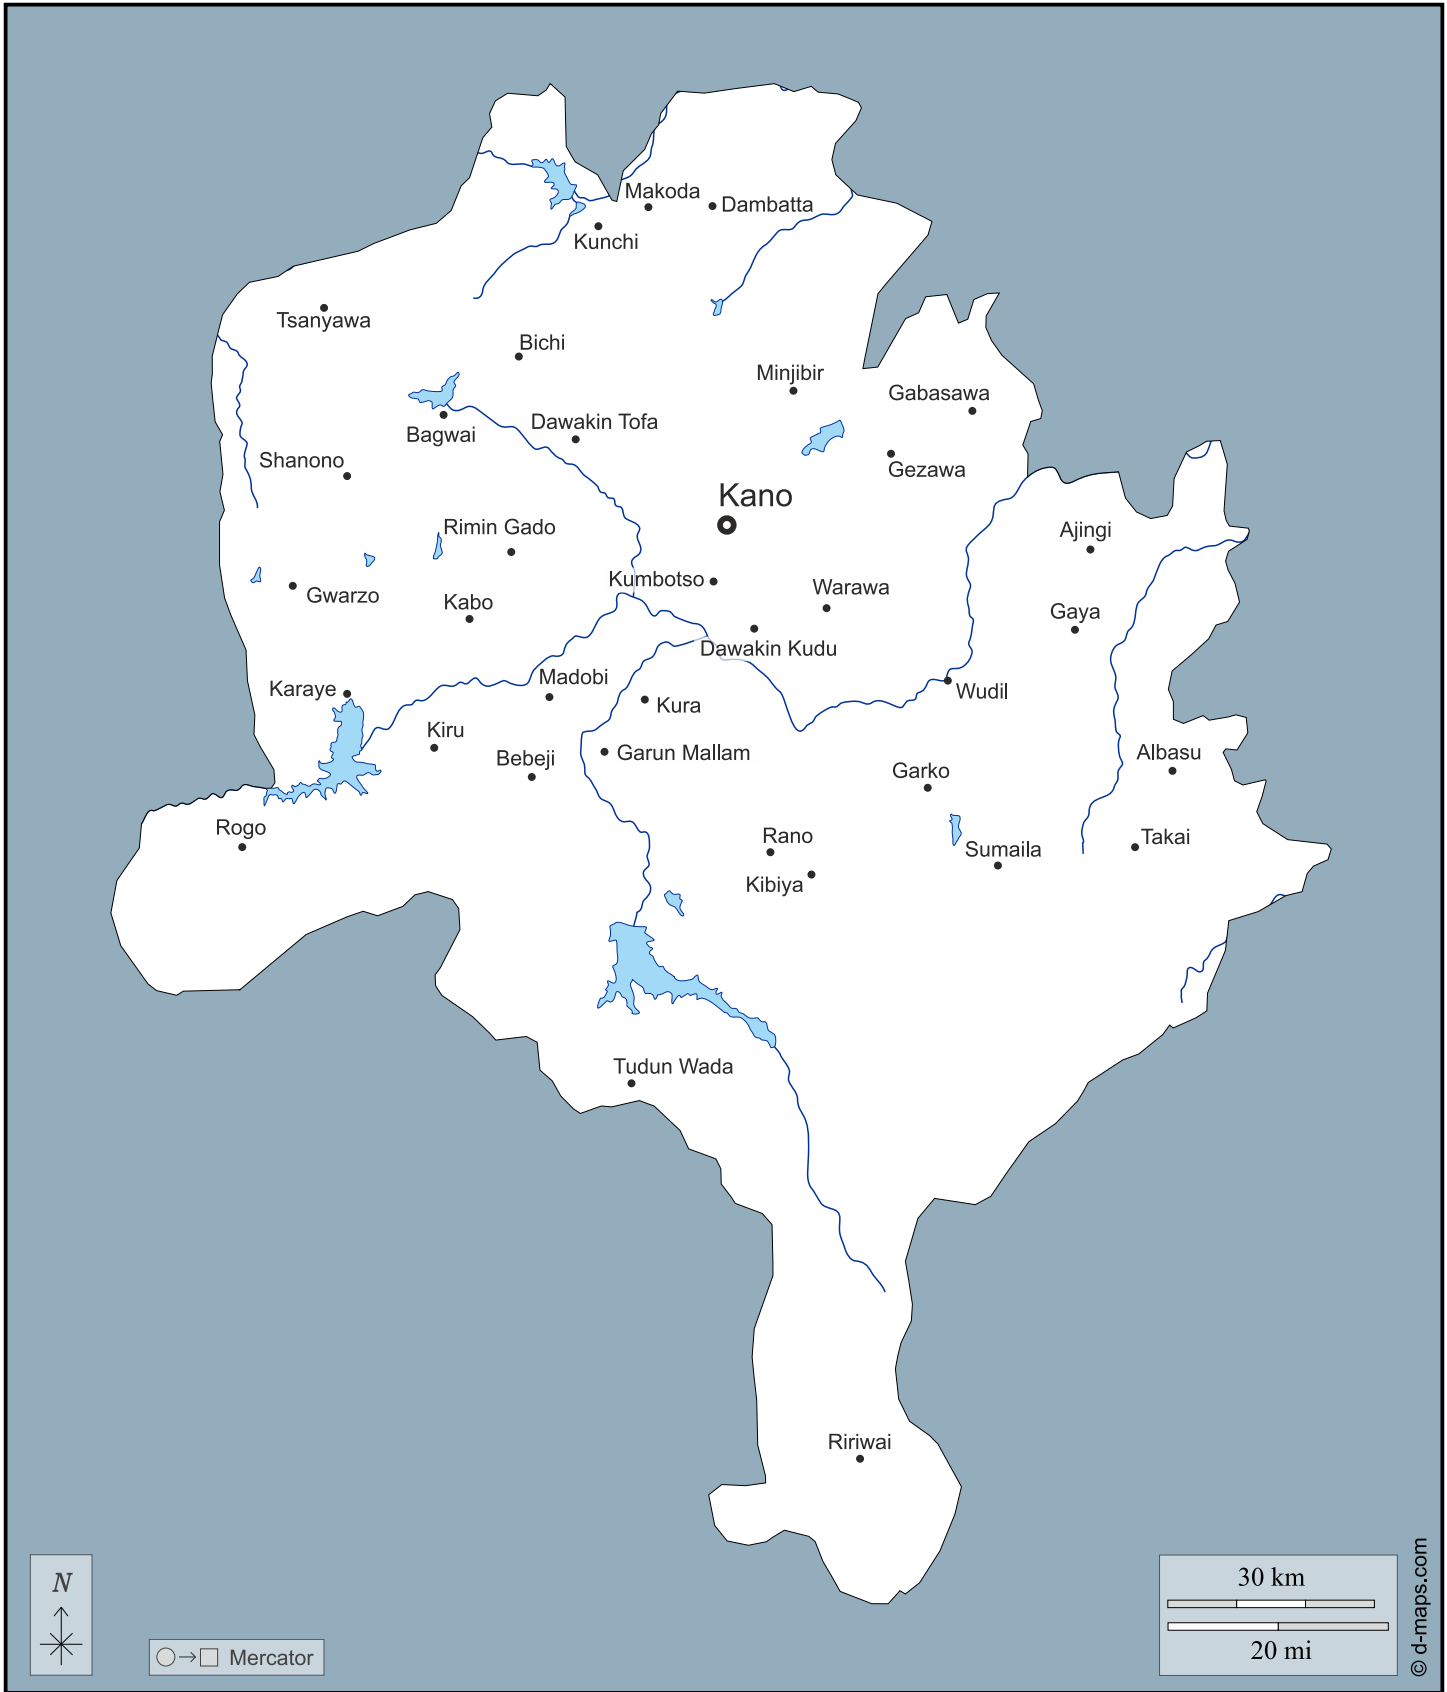 Makoda
Dambatta
Kunchi
Tsanyawa
Bichi
Minjibir
Gabasawa
Dawakin Tofa
Bagwai
Shanono
Gezawa
Kano
Rimin Gado
Ajingi
Kumbotso
Warawa
Gwarzo
Kabo
Gaya
Dawakin Kudu
Madobi
Karaye
Wudil
Kura
Kiru
Garun Mallam
Albasu
Bebeji
Garko
Rogo
Rano
Takai
Sumaila
Kibiya
Tudun Wada
Ririwai
N
Mercator
30 km
20 mi
© d-maps.com